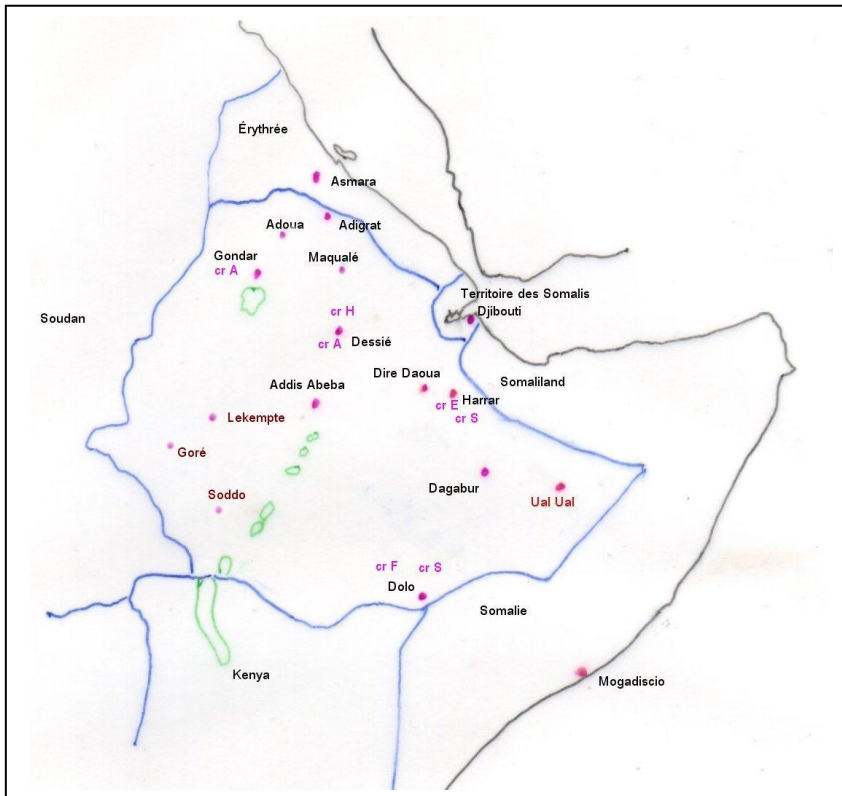 Érythrée
Asmara
Adoua
Adigrat
Gondar
cr A
Maqualé
Territoire des Somalis
Djibouti
Soudan
cr H
cr A
Dessié
Somaliland
Dire Daoua
Addis Abeba
cr E
Harrar
cr S
Lekempte
Goré
Dagabur
Soddo
Ual Ual
cr F
cr S
Dolo
Somalie
Kenya
Mogadiscio